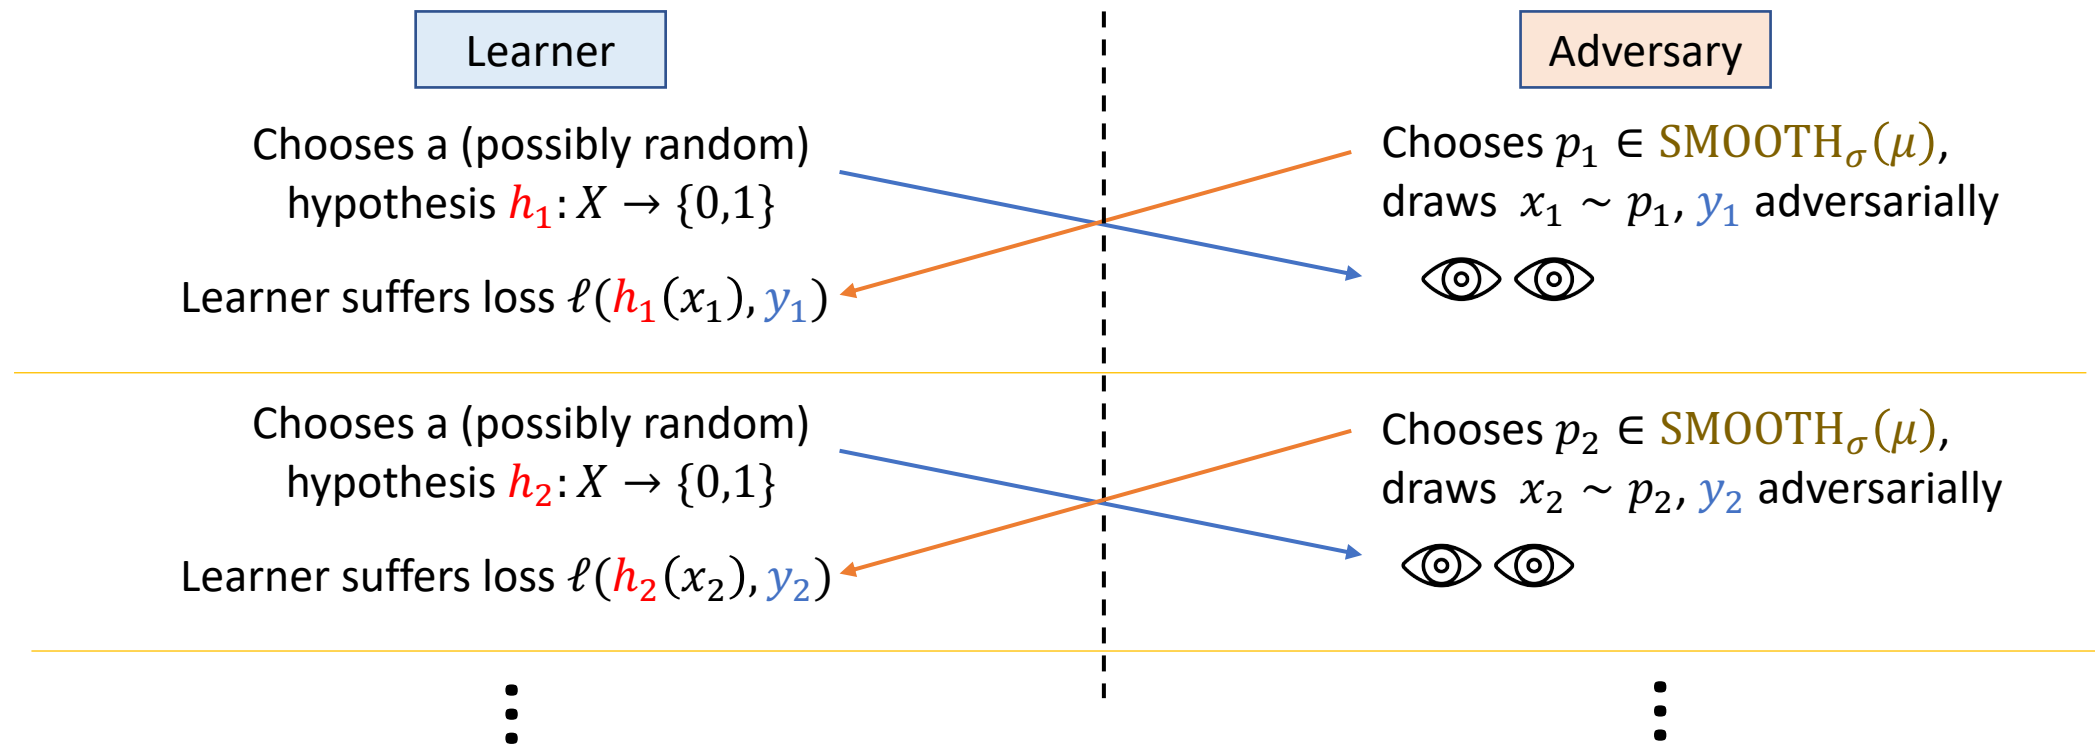 Learner
Adversary
Chooses a (possibly random)
hypothesis h₁: X → {0,1}
Chooses p₁ ∈ SMOOTH_σ(μ),
draws x₁ ~ p₁, y₁ adversarially
Learner suffers loss ℓ(h₁(x₁), y₁)
Chooses a (possibly random)
hypothesis h₂: X → {0,1}
Chooses p₂ ∈ SMOOTH_σ(μ),
draws x₂ ~ p₂, y₂ adversarially
Learner suffers loss ℓ(h₂(x₂), y₂)